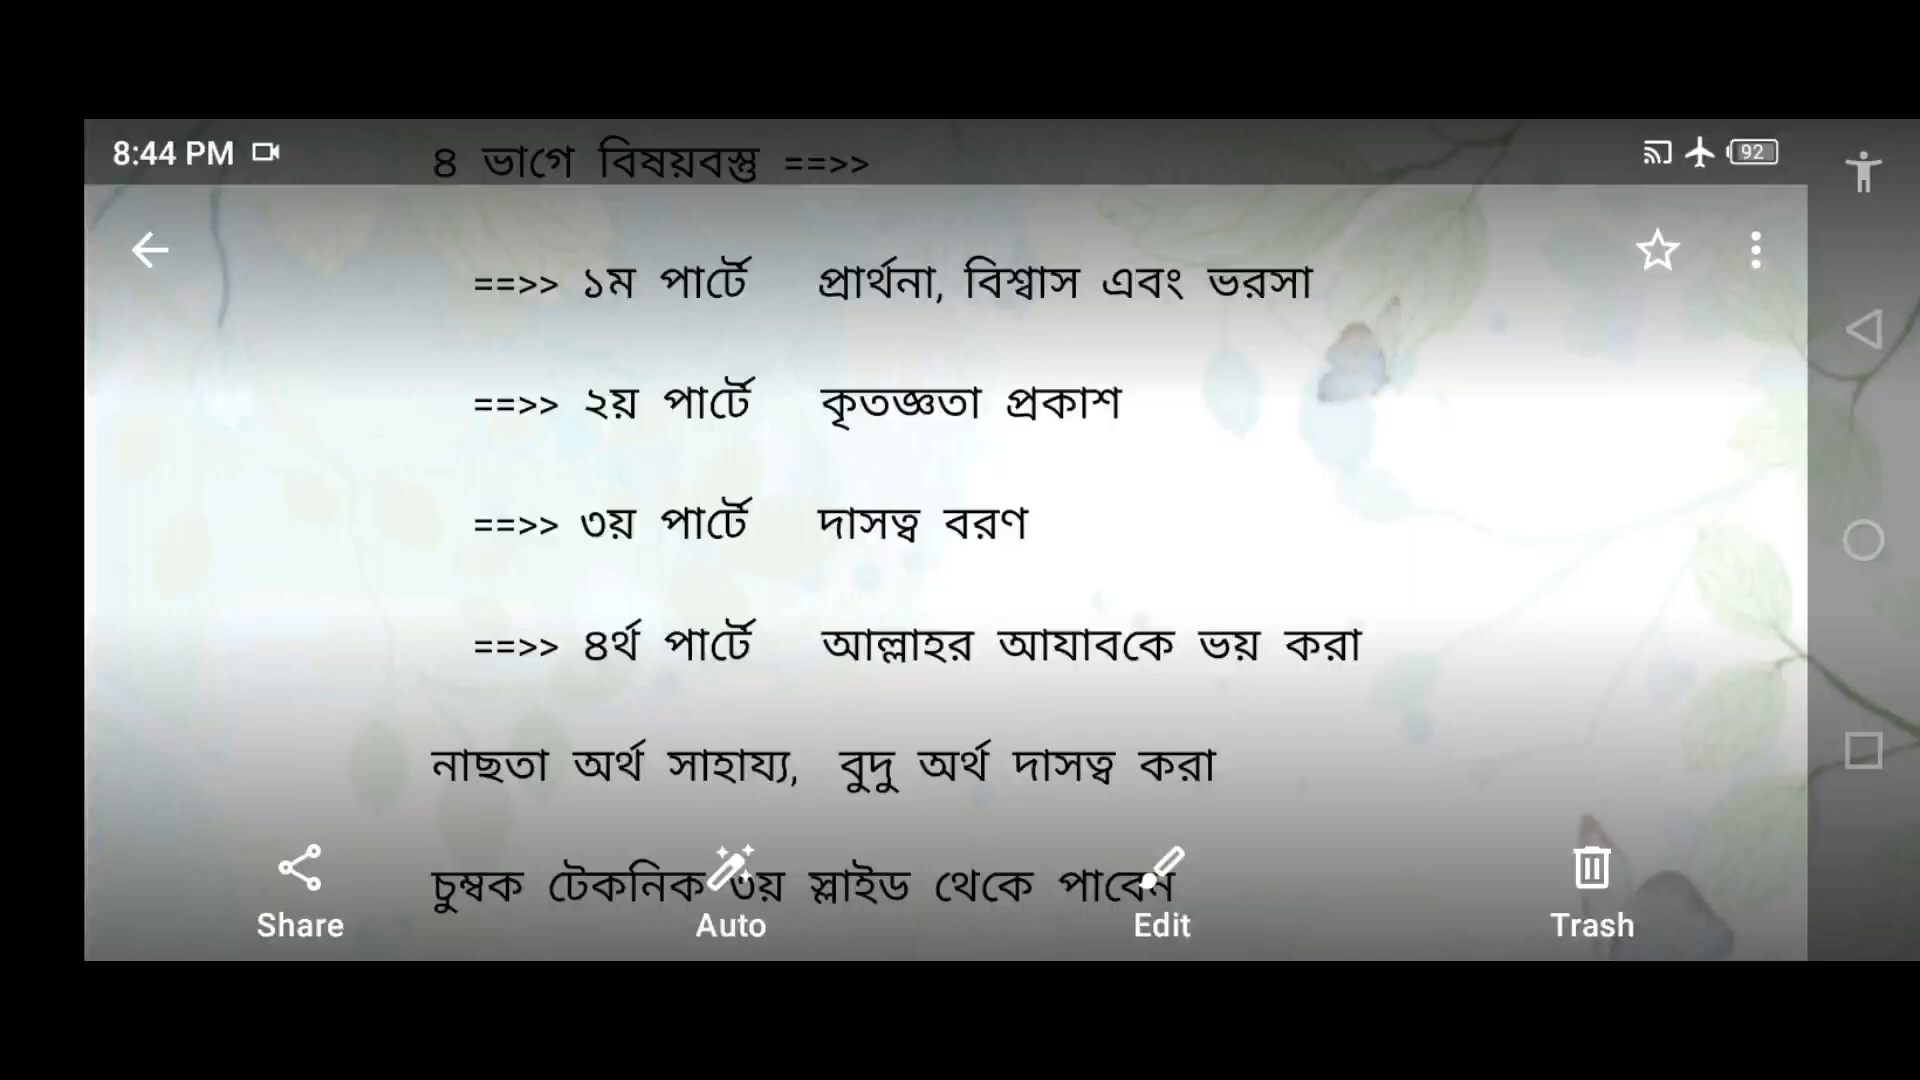 8:44 PM 92
৪ ভাগে বিষয়বস্তু ==>>
==>> ১ম পার্টে প্রার্থনা, বিশ্বাস এবং ভরসা
==>> ২য় পার্টে কৃতজ্ঞতা প্রকাশ
==>> ৩য় পার্টে দাসত্ব বরণ
==>> ৪র্থ পার্টে আল্লাহর আযাবকে ভয় করা
নাছতা অর্থ সাহায্য, বুদু অর্থ দাসত্ব করা
চুম্বক টেকনিক ৩য় স্লাইড থেকে পাবেন
Share Auto Edit Trash